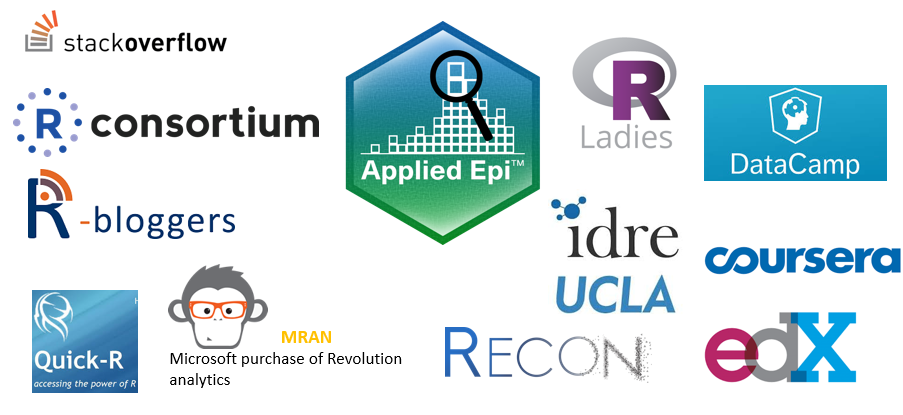 stackoverflow
R consortium
R-bloggers
Applied Epi™
R
Ladies
DataCamp
idre
UCLA
coursera
Quick-R
accessing the power of R
MRAN
Microsoft purchase of Revolution
analytics
RECON
edX